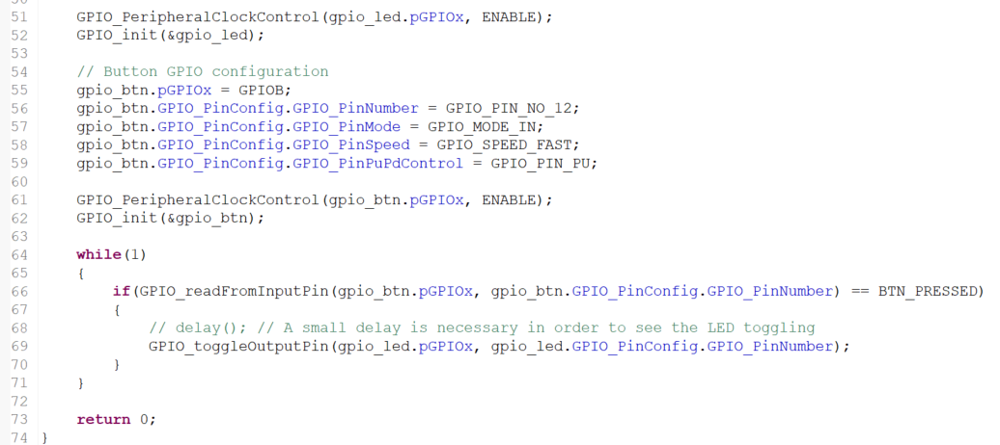 51 GPIO_PeripheralClockControl(gpio_led.pGPIOx, ENABLE);
52 GPIO_init(&gpio_led);
53
54 // Button GPIO configuration
55 gpio_btn.pGPIOx = GPIOB;
56 gpio_btn.GPIO_PinConfig.GPIO_PinNumber = GPIO_PIN_NO_12;
57 gpio_btn.GPIO_PinConfig.GPIO_PinMode = GPIO_MODE_IN;
58 gpio_btn.GPIO_PinConfig.GPIO_PinSpeed = GPIO_SPEED_FAST;
59 gpio_btn.GPIO_PinConfig.GPIO_PinPuPdControl = GPIO_PIN_PU;
60
61 GPIO_PeripheralClockControl(gpio_btn.pGPIOx, ENABLE);
62 GPIO_init(&gpio_btn);
63
64 while(1)
65 {
66 if(GPIO_readFromInputPin(gpio_btn.pGPIOx, gpio_btn.GPIO_PinConfig.GPIO_PinNumber) == BTN_PRESSED)
67 {
68 // delay(); // A small delay is necessary in order to see the LED toggling
69 GPIO_toggleOutputPin(gpio_led.pGPIOx, gpio_led.GPIO_PinConfig.GPIO_PinNumber);
70 }
71 }
72
73 return 0;
74 }